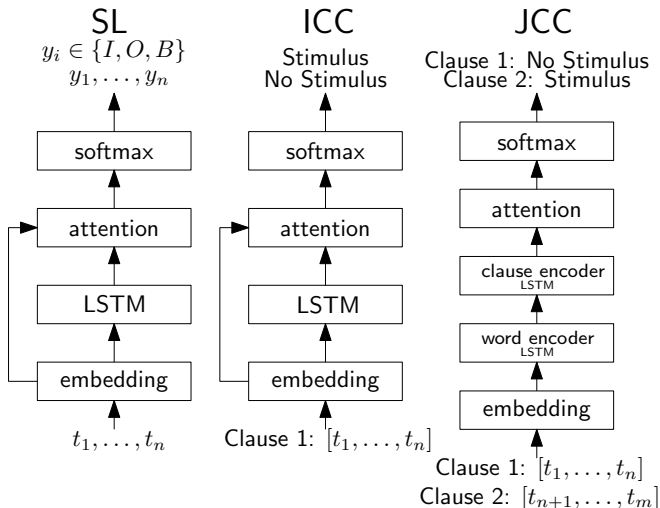 SL
y_i ∈ {I, O, B}
y_1, . . . , y_n
softmax
attention
LSTM
embedding
t_1, . . . , t_n
ICC
Stimulus
No Stimulus
softmax
attention
LSTM
embedding
Clause 1: [t_1, . . . , t_n]
JCC
Clause 1: No Stimulus
Clause 2: Stimulus
softmax
attention
clause encoder
LSTM
word encoder
LSTM
embedding
Clause 1: [t_1, . . . , t_n]
Clause 2: [t_{n+1}, . . . , t_m]